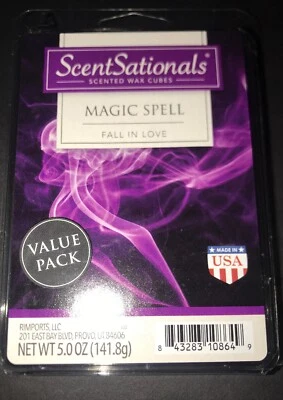 ScentSationals®
SCENTED WAX CUBES
MAGIC SPELL
FALL IN LOVE
VALUE
PACK
MADE IN
USA
RIMPORTS, LLC
201 EAST BAY BLVD, PROVO, UT 84606
NET WT 5.0 OZ (141.8g)
8 43283 10864 9